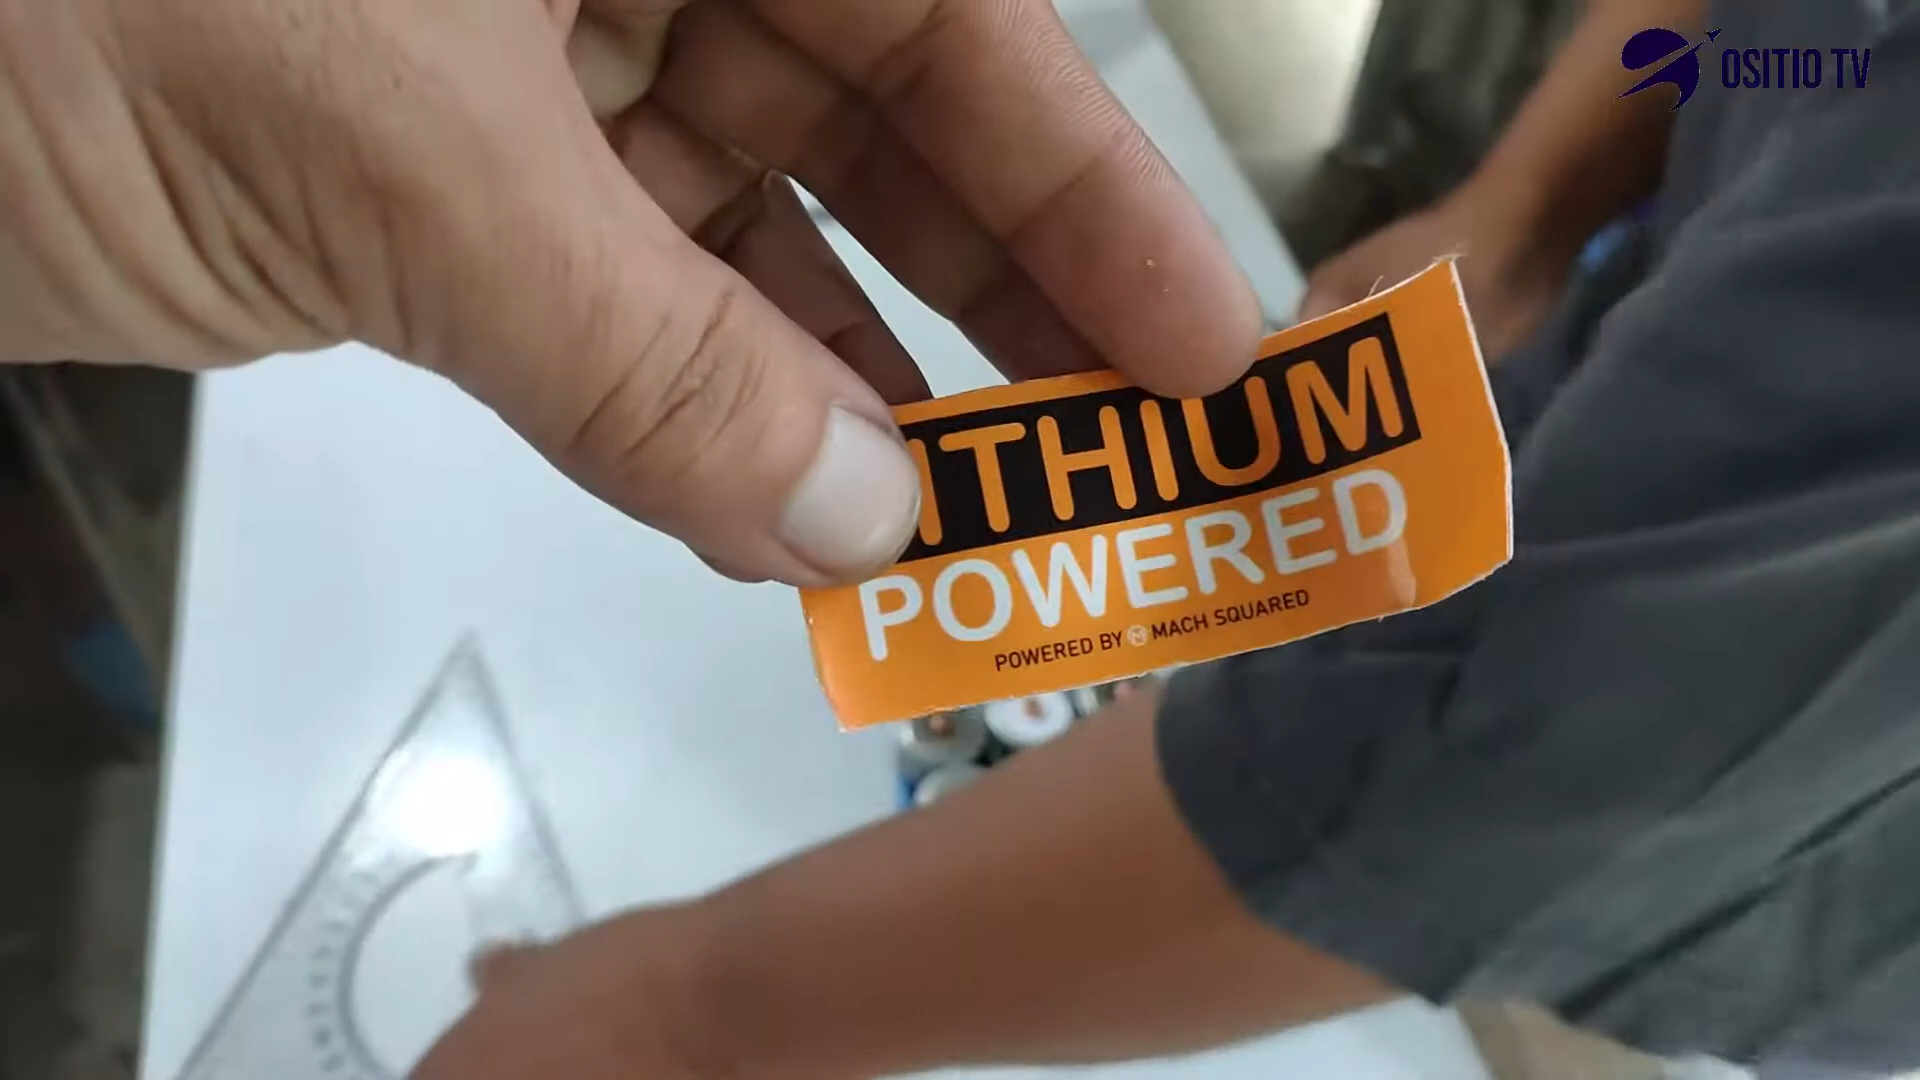 OSITIO TV
ITHIUM
POWERED
POWERED BY M MACH SQUARED